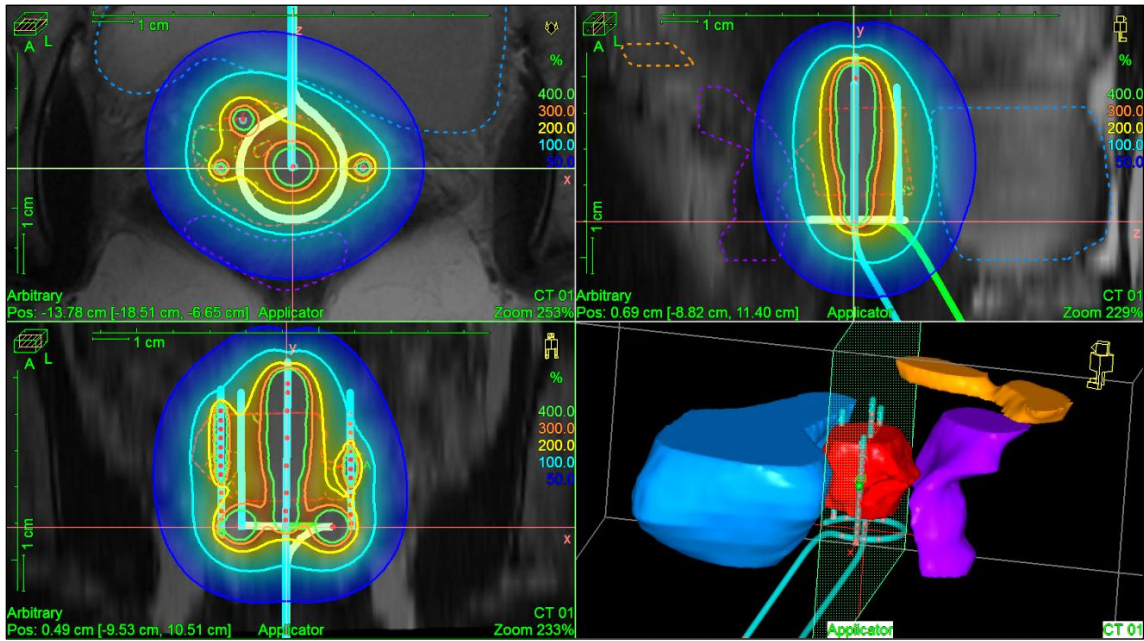 1 cm
A L
z
%
400.0
300.0
200.0
100.0
50.0
x
1 cm
Arbitrary
CT 01
Pos: -13.78 cm [-18.51 cm, -6.65 cm]
Applicator
Zoom 253%
1 cm
A L
y
%
400.0
300.0
200.0
100.0
50.0
z
1 cm
Arbitrary
CT 01
Pos: 0.69 cm [-8.82 cm, 11.40 cm]
Applicator
Zoom 229%
1 cm
A L
y
%
400.0
300.0
200.0
100.0
50.0
x
1 cm
Arbitrary
CT 01
Pos: 0.49 cm [-9.53 cm, 10.51 cm]
Applicator
Zoom 233%
x
Applicator
CT 01